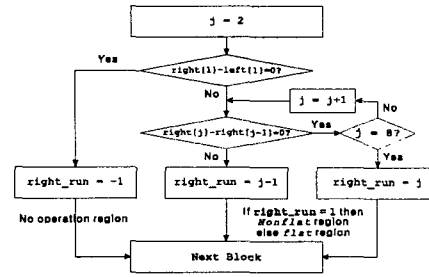 j = 2
Yes
right(1)-left(1)=0?
No
j = j+1
No
right(j)-right(j-1)=0?
Yes
j = 8?
No
Yes
right_run = -1
right_run = j-1
right_run = j
No operation region
If right_run = 1 then
Nonflat region
else flat region
Next Block